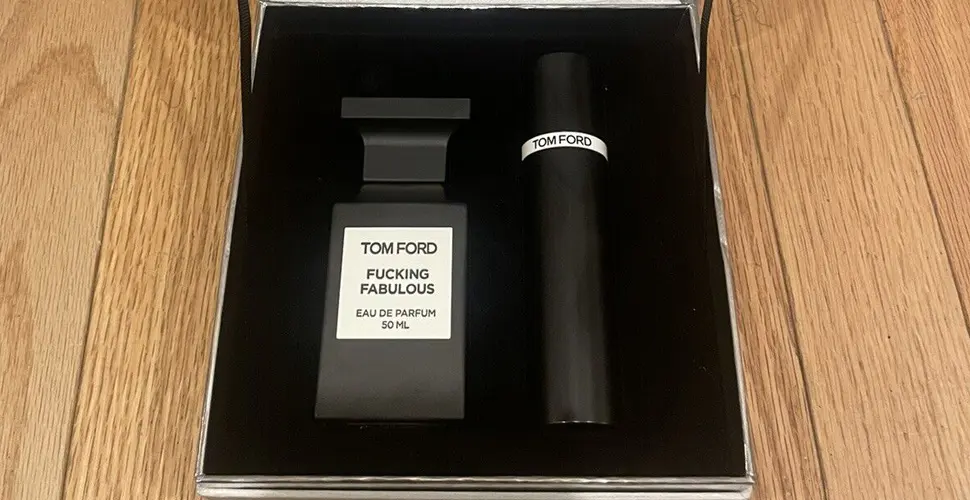 TOM FORD
FUCKING
FABULOUS
EAU DE PARFUM
50 ML
TOM FORD